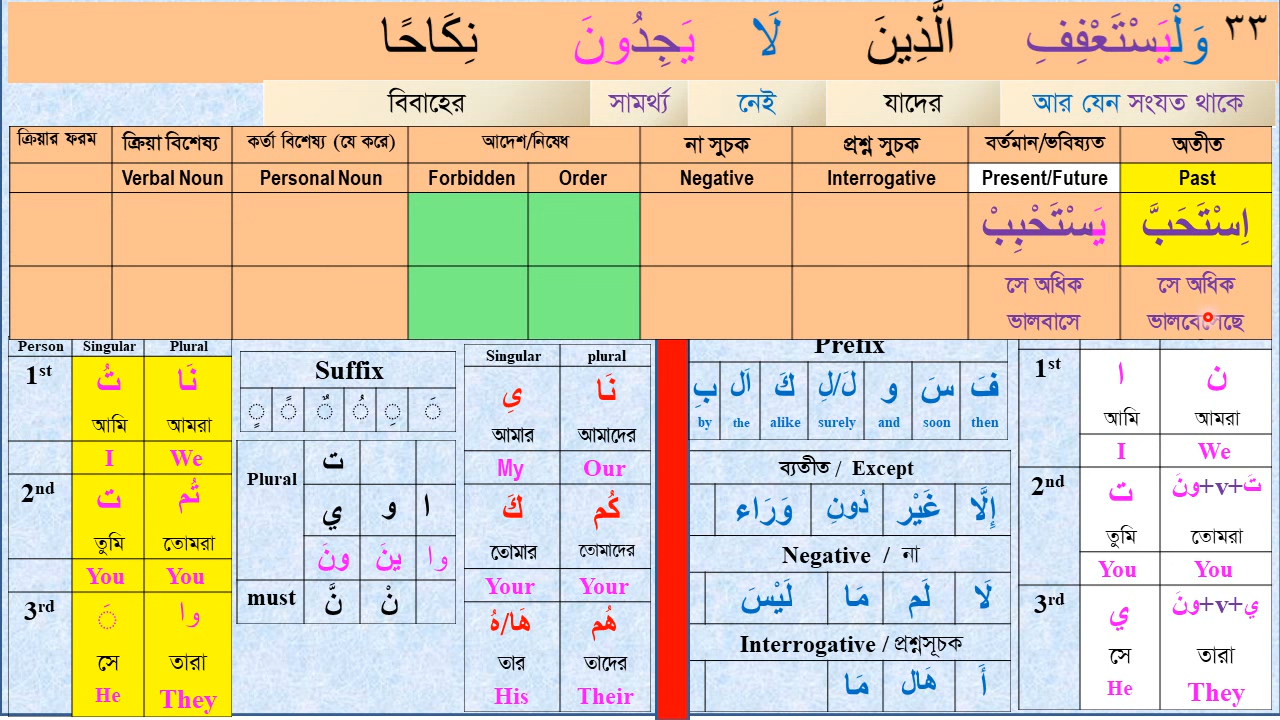 ٣٣ وَلْيَسْتَعْفِفِ الَّذِينَ لَا يَجِدُونَ نِكَاحًا
বিবাহের সামর্থ্য নেই যাদের আর যেন সংযত থাকে
ক্রিয়ার ফরম ক্রিয়া বিশেষ্য কর্তা বিশেষ্য (যে করে) আদেশ/নিষেধ না সুচক প্রশ্ন সুচক বর্তমান/ভবিষ্যত অতীত
Verbal Noun Personal Noun Forbidden Order Negative Interrogative Present/Future Past
يَسْتَحْبِبْ اِسْتَحَبَّ
সে অধিক সে অধিক
ভালবাসে ভালবেসেছে
Person Singular Plural
1st تُ نَا
আমি আমরা
I We
2nd ت تُم
তুমি তোমরা
You You
3rd َ وا
সে তারা
He They
Suffix
ٍ ً ٌ ُ ِ َ
Plural ت
ي و ا
ونَ ينَ وا
must نَّ نْ
Singular plural
ي نَا
আমার আমাদের
My Our
كَ كُم
তোমার তোমাদের
Your Your
هَا/هُ هُم
তার তাদের
His Their
Prefix
بِ اَل كَ لَ/لِ و سَ فَ
by the alike surely and soon then
ব্যতীত / Except
وَرَاء دُونِ غَيْر إِلَّا
Negative / না
لَيْسَ مَا لَم لَا
Interrogative / প্রশ্নসূচক
مَا هَال أَ
1st ا ن
আমি আমরা
I We
2nd ت تَ+v+ونَ
তুমি তোমরা
You You
3rd ي ي+v+ونَ
সে তারা
He They